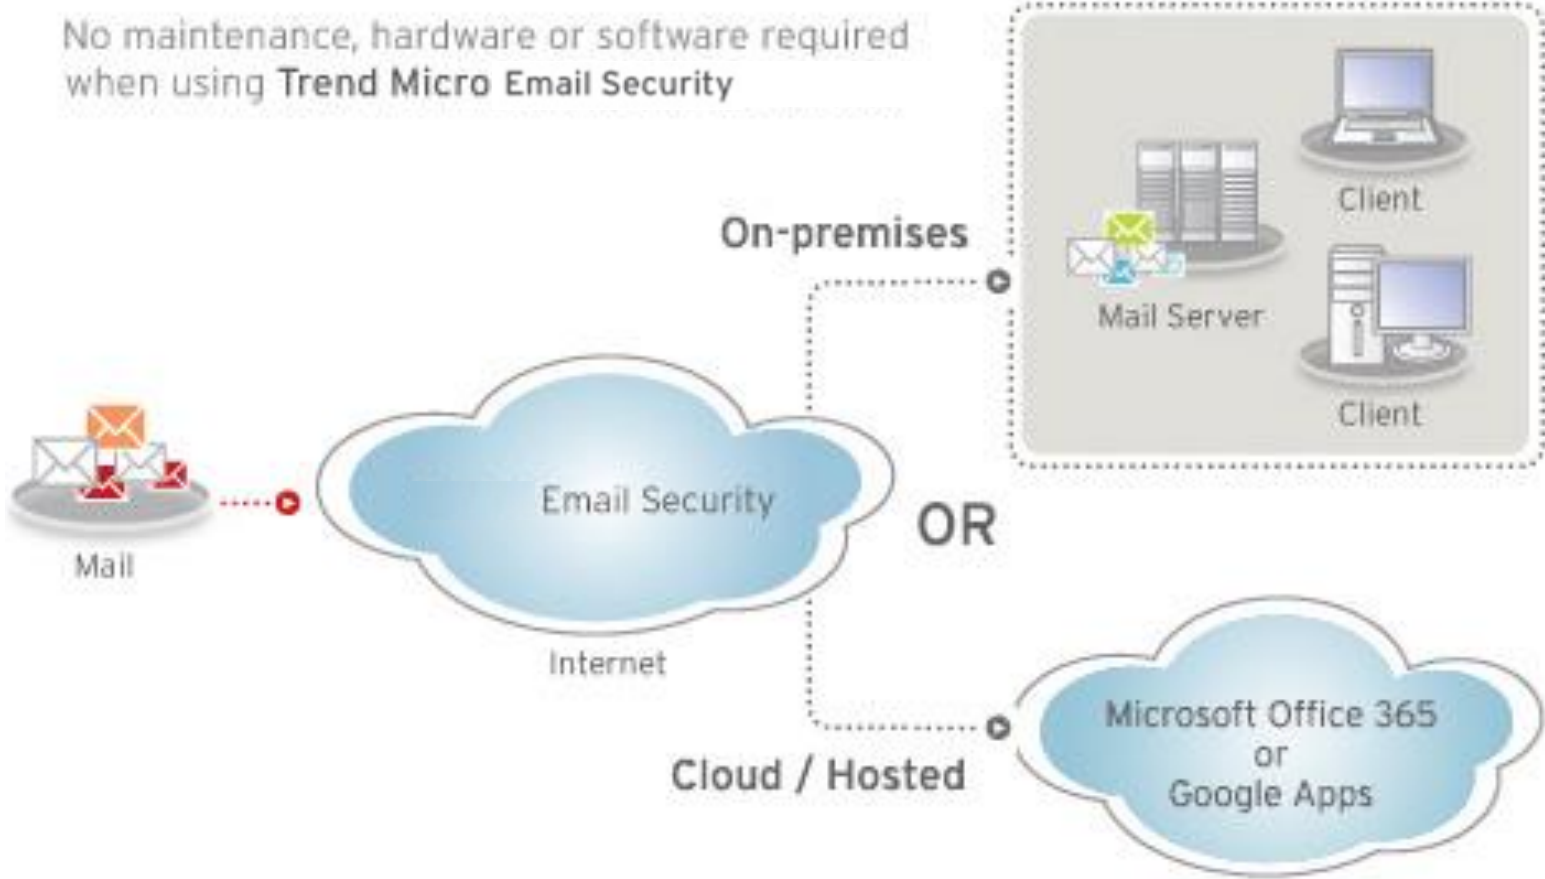 No maintenance, hardware or software required
when using Trend Micro Email Security
On-premises
Client
Mail Server
Client
Mail
Email Security
Internet
OR
Cloud / Hosted
Microsoft Office 365
or
Google Apps